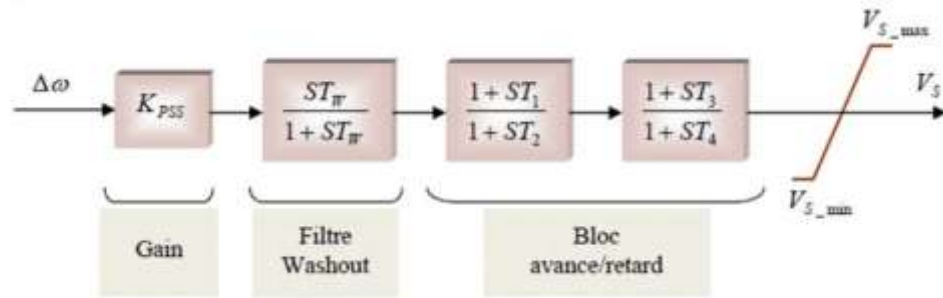 Δω
K_PSS
ST_W
1 + ST_W
1 + ST_1
1 + ST_2
1 + ST_3
1 + ST_4
V_S_max
V_S
V_S_min
Gain
Filtre
Washout
Bloc
avance/retard